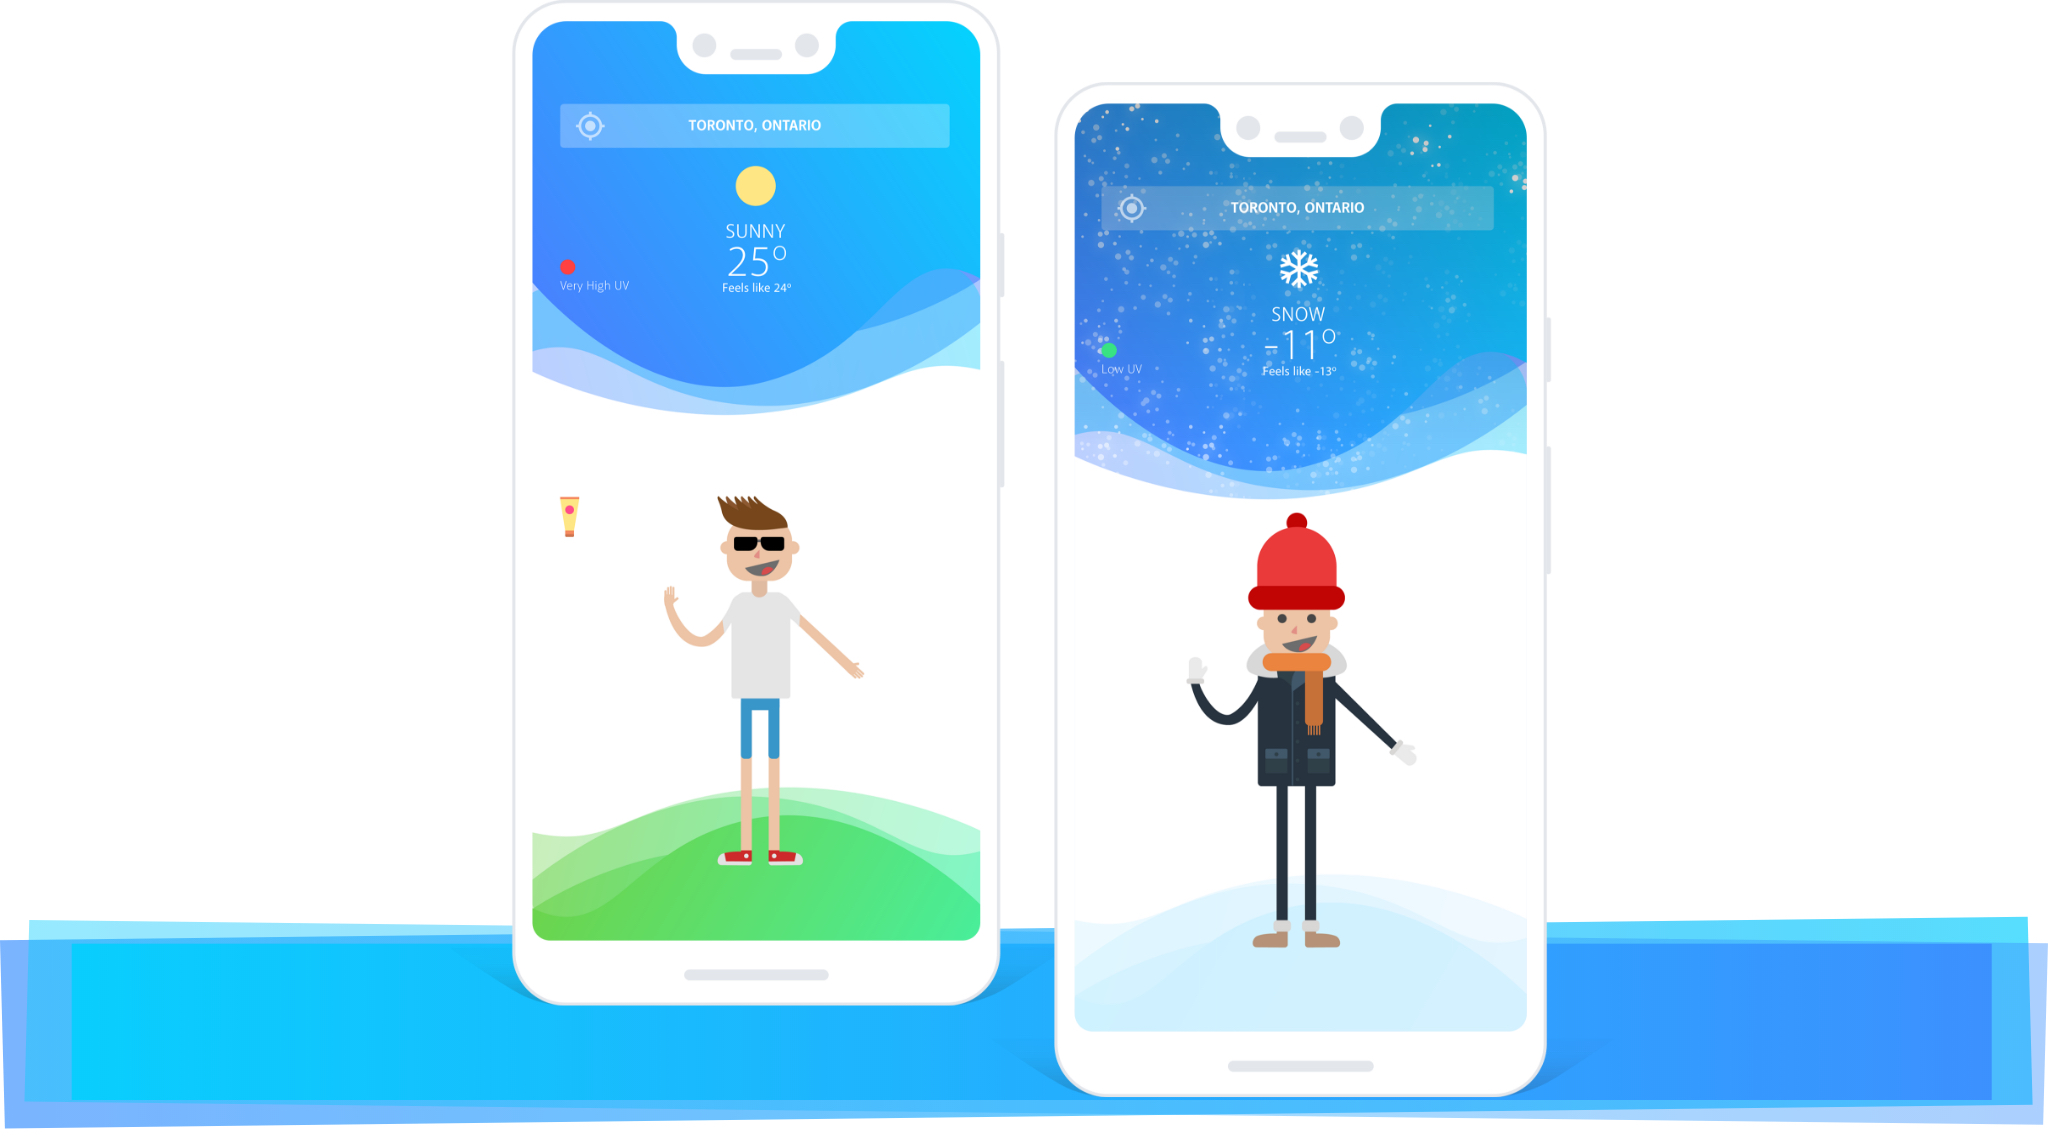 TORONTO, ONTARIO
SUNNY
25°
Feels like 24°
Very High UV
TORONTO, ONTARIO
SNOW
-11°
Feels like -13°
Low UV